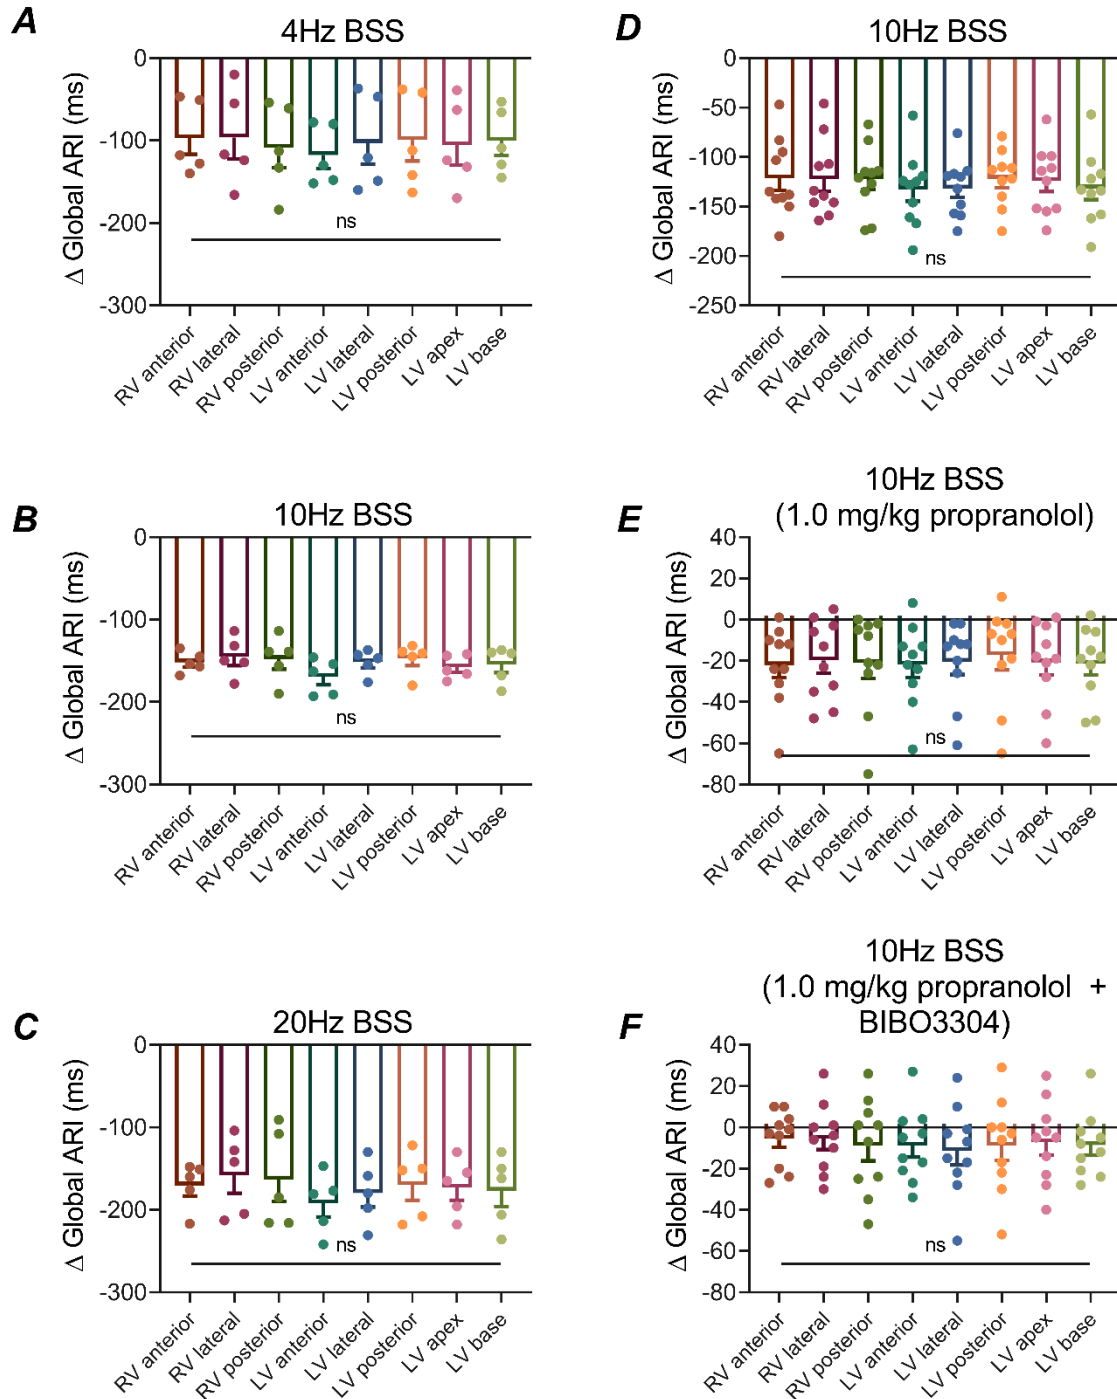 A
4Hz BSS
Δ Global ARI (ms)
0
-100
-200
-300
ns
RV anterior
RV lateral
RV posterior
LV anterior
LV lateral
LV posterior
LV apex
LV base
B
10Hz BSS
Δ Global ARI (ms)
0
-100
-200
-300
ns
RV anterior
RV lateral
RV posterior
LV anterior
LV lateral
LV posterior
LV apex
LV base
C
20Hz BSS
Δ Global ARI (ms)
0
-100
-200
-300
ns
RV anterior
RV lateral
RV posterior
LV anterior
LV lateral
LV posterior
LV apex
LV base
D
10Hz BSS
Δ Global ARI (ms)
0
-50
-100
-150
-200
-250
ns
RV anterior
RV lateral
RV posterior
LV anterior
LV lateral
LV posterior
LV apex
LV base
E
10Hz BSS
(1.0 mg/kg propranolol)
Δ Global ARI (ms)
40
20
0
-20
-40
-60
-80
ns
RV anterior
RV lateral
RV posterior
LV anterior
LV lateral
LV posterior
LV apex
LV base
F
10Hz BSS
(1.0 mg/kg propranolol +
BIBO3304)
Δ Global ARI (ms)
40
20
0
-20
-40
-60
-80
ns
RV anterior
RV lateral
RV posterior
LV anterior
LV lateral
LV posterior
LV apex
LV base